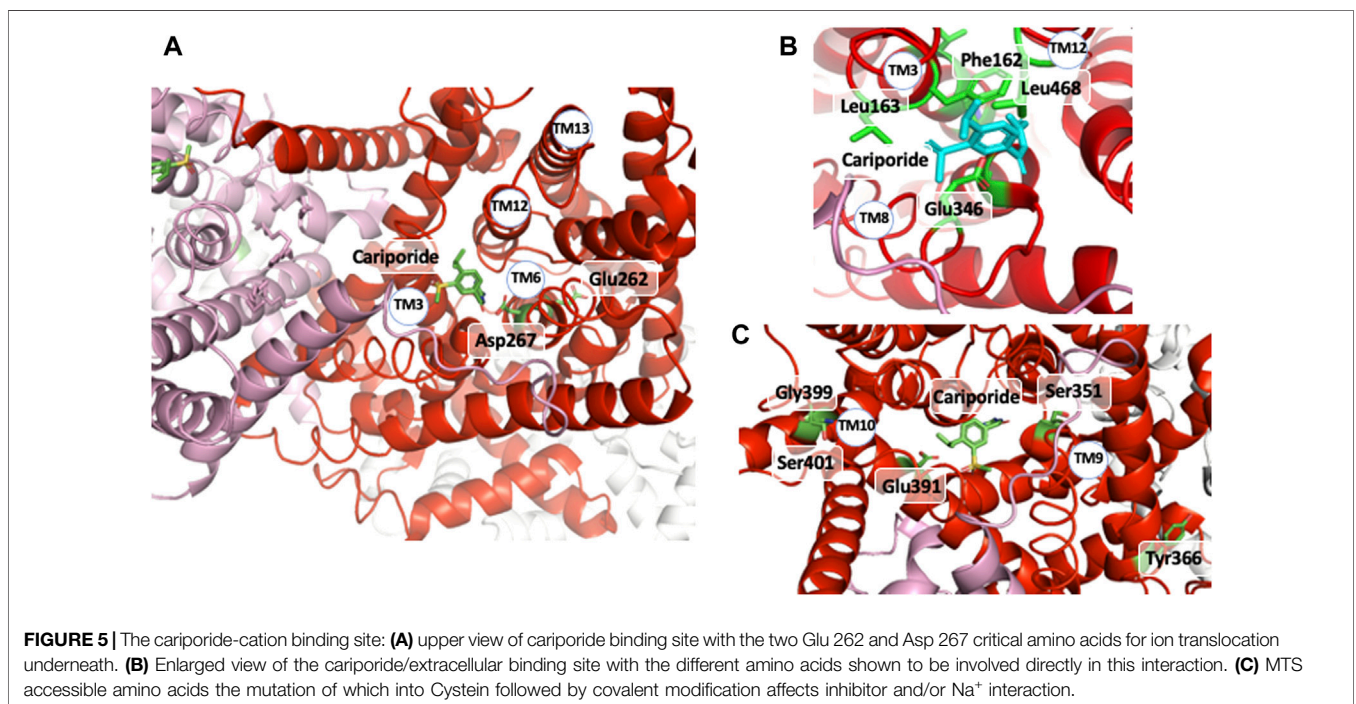 A
TM13
TM12
Cariporide
TM6
Glu262
TM3
Asp267
B
TM12
Phe162
TM3
Leu468
Leu163
Cariporide
Glu346
TM8
C
Cariporide
Ser351
Gly399
TM10
Ser401
TM9
Glu391
Tyr366
FIGURE 5 | The cariporide-cation binding site: (A) upper view of cariporide binding site with the two Glu 262 and Asp 267 critical amino acids for ion translocation
underneath. (B) Enlarged view of the cariporide/extracellular binding site with the different amino acids shown to be involved directly in this interaction. (C) MTS
accessible amino acids the mutation of which into Cystein followed by covalent modification affects inhibitor and/or Na⁺ interaction.